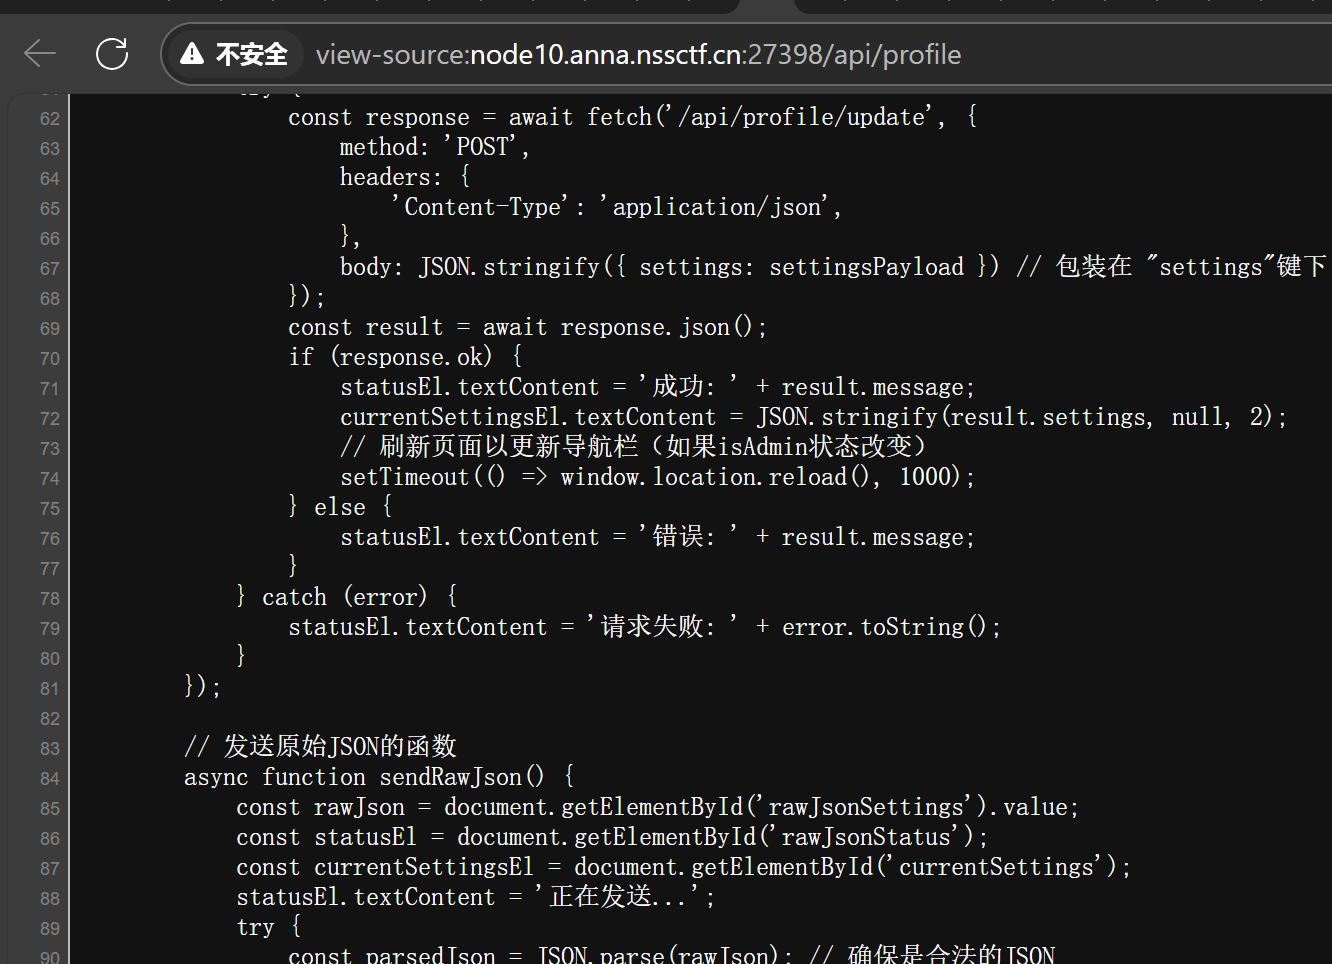 不安全 view-source:node10.anna.nssctf.cn:27398/api/profile
try {
62 const response = await fetch('/api/profile/update', {
63 method: 'POST',
64 headers: {
65 'Content-Type': 'application/json',
66 },
67 body: JSON.stringify({ settings: settingsPayload }) // 包装在 "settings"键下
68 });
69 const result = await response.json();
70 if (response.ok) {
71 statusEl.textContent = '成功: ' + result.message;
72 currentSettingsEl.textContent = JSON.stringify(result.settings, null, 2);
73 // 刷新页面以更新导航栏（如果isAdmin状态改变）
74 setTimeout(() => window.location.reload(), 1000);
75 } else {
76 statusEl.textContent = '错误: ' + result.message;
77 }
78 } catch (error) {
79 statusEl.textContent = '请求失败: ' + error.toString();
80 }
81 });
82
83 // 发送原始JSON的函数
84 async function sendRawJson() {
85 const rawJson = document.getElementById('rawJsonSettings').value;
86 const statusEl = document.getElementById('rawJsonStatus');
87 const currentSettingsEl = document.getElementById('currentSettings');
88 statusEl.textContent = '正在发送...';
89 try {
90 const parsedJson = JSON.parse(rawJson); // 确保是合法的JSON